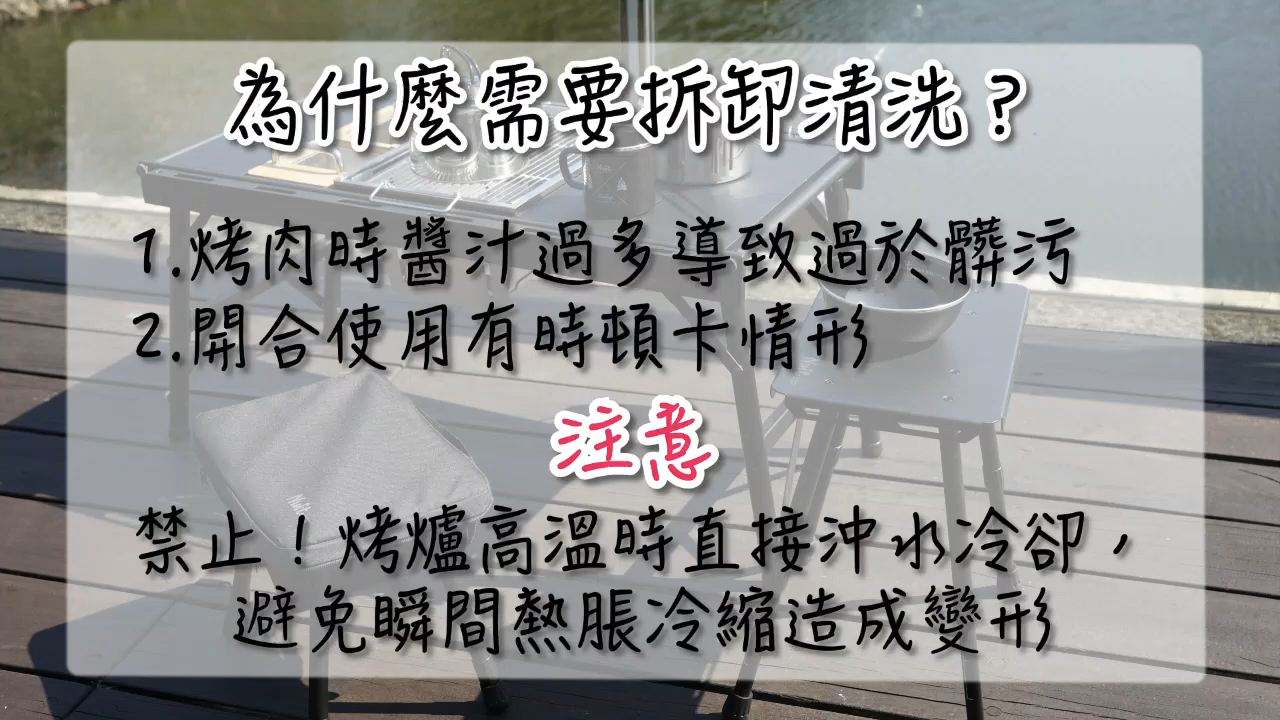 為什麼需要拆卸清洗？
1.烤肉時醬汁過多導致過於髒污
2.開合使用有時頓卡情形
注意
禁止！烤爐高溫時直接沖水冷卻，
避免瞬間熱脹冷縮造成變形